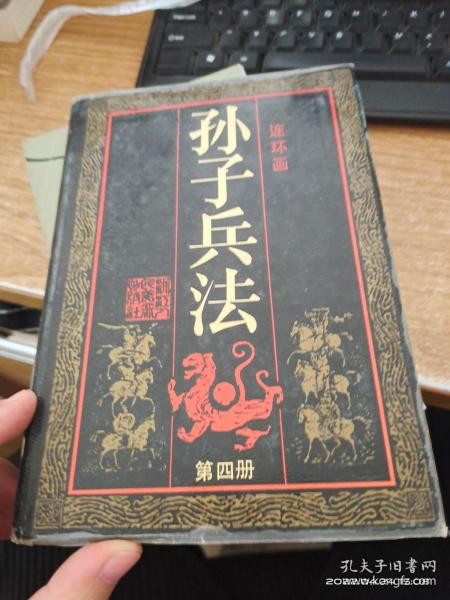 孙子兵法
连环画
第四册
孔夫子旧书网